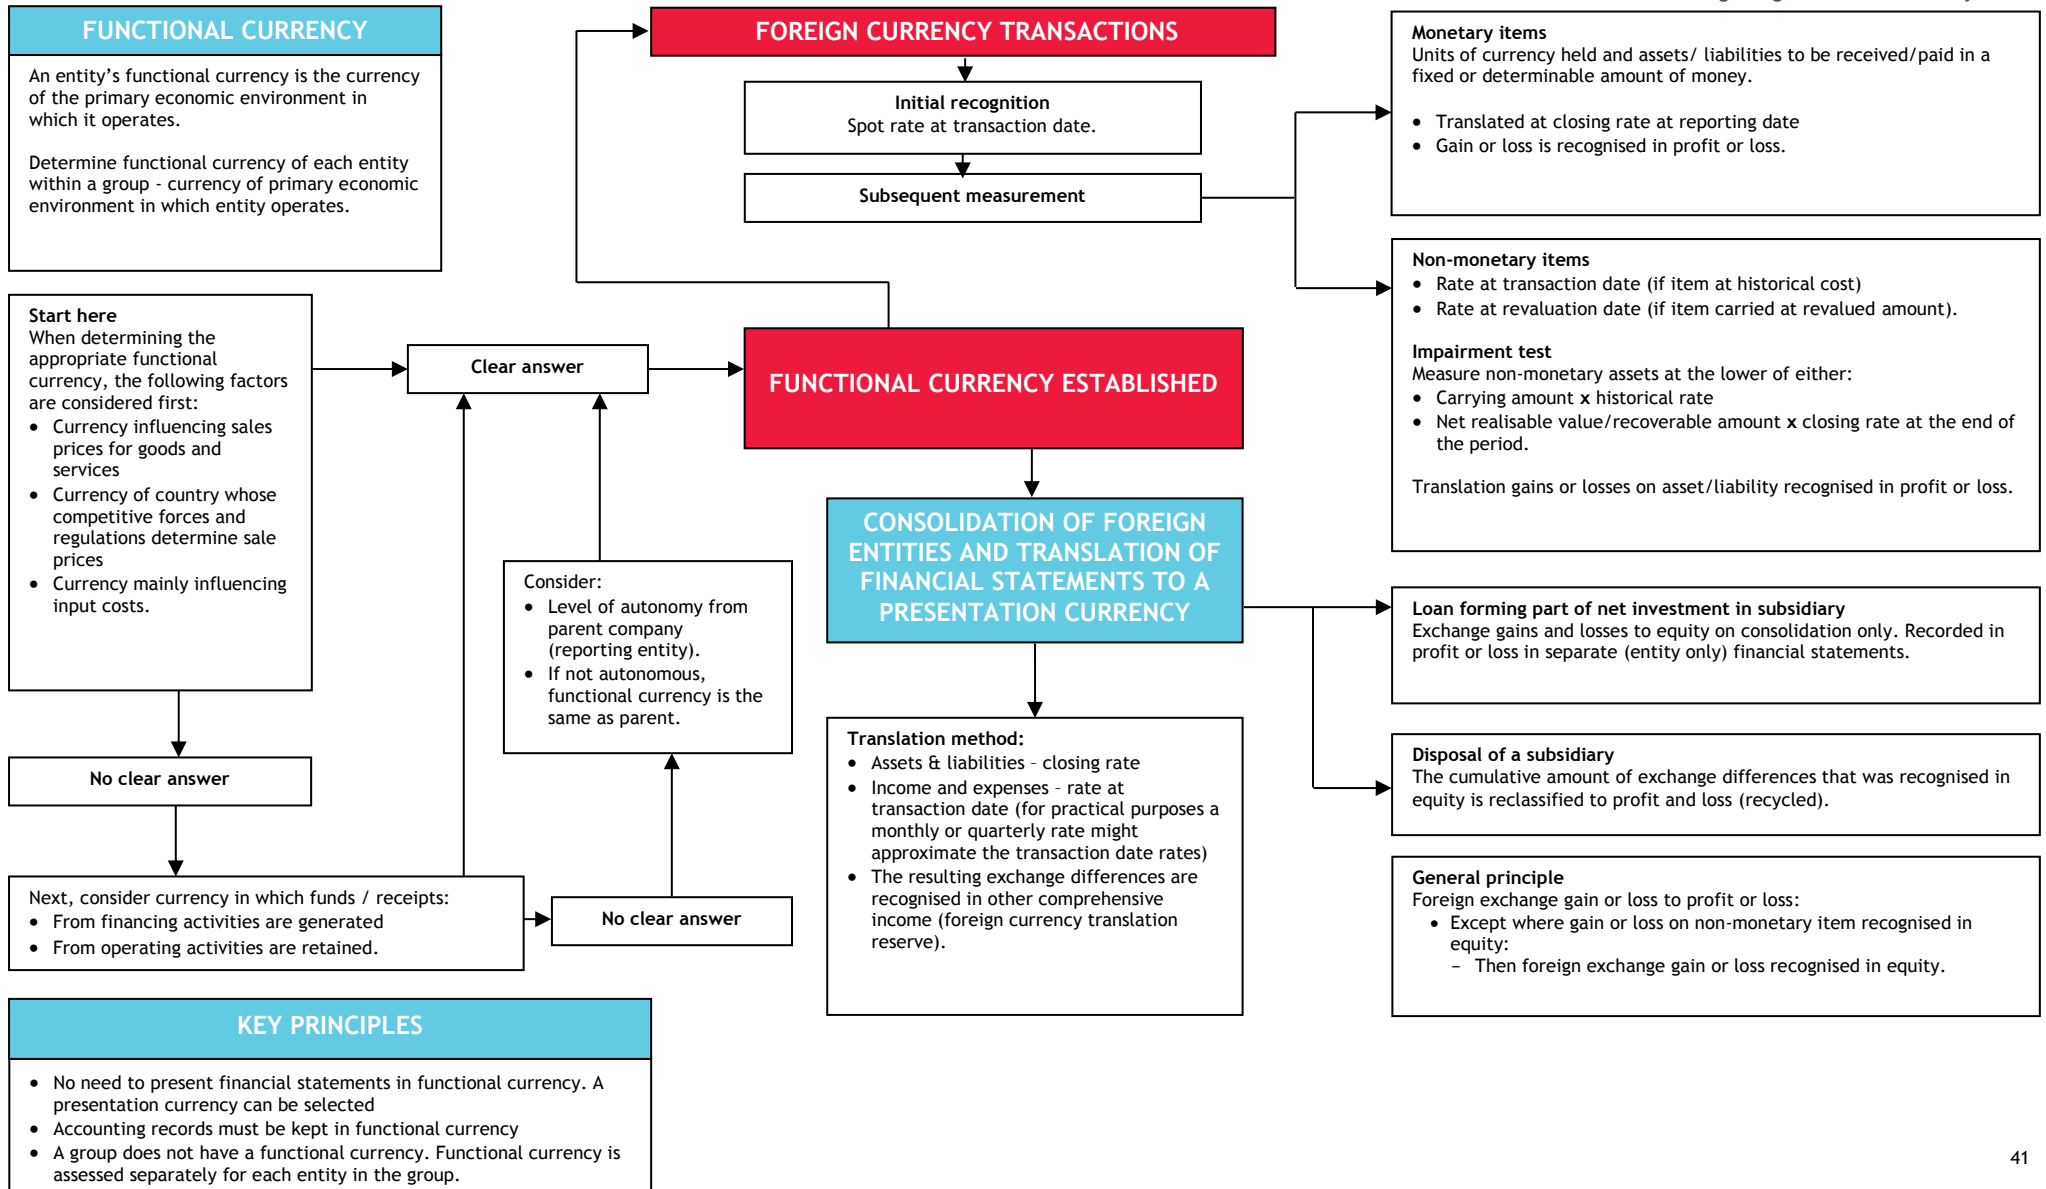 FUNCTIONAL CURRENCY
An entity’s functional currency is the currency
of the primary economic environment in
which it operates.
Determine functional currency of each entity
within a group - currency of primary economic
environment in which entity operates.
FOREIGN CURRENCY TRANSACTIONS
Initial recognition
Spot rate at transaction date.
Subsequent measurement
Monetary items
Units of currency held and assets/ liabilities to be received/paid in a
fixed or determinable amount of money.
• Translated at closing rate at reporting date
• Gain or loss is recognised in profit or loss.
Non-monetary items
• Rate at transaction date (if item at historical cost)
• Rate at revaluation date (if item carried at revalued amount).
Impairment test
Measure non-monetary assets at the lower of either:
• Carrying amount x historical rate
• Net realisable value/recoverable amount x closing rate at the end of
the period.
Translation gains or losses on asset/liability recognised in profit or loss.
Start here
When determining the
appropriate functional
currency, the following factors
are considered first:
• Currency influencing sales
prices for goods and
services
• Currency of country whose
competitive forces and
regulations determine sale
prices
• Currency mainly influencing
input costs.
Clear answer
FUNCTIONAL CURRENCY ESTABLISHED
No clear answer
Next, consider currency in which funds / receipts:
• From financing activities are generated
• From operating activities are retained.
No clear answer
Consider:
• Level of autonomy from
parent company
(reporting entity).
• If not autonomous,
functional currency is the
same as parent.
CONSOLIDATION OF FOREIGN
ENTITIES AND TRANSLATION OF
FINANCIAL STATEMENTS TO A
PRESENTATION CURRENCY
Translation method:
• Assets & liabilities – closing rate
• Income and expenses – rate at
transaction date (for practical purposes a
monthly or quarterly rate might
approximate the transaction date rates)
• The resulting exchange differences are
recognised in other comprehensive
income (foreign currency translation
reserve).
Loan forming part of net investment in subsidiary
Exchange gains and losses to equity on consolidation only. Recorded in
profit or loss in separate (entity only) financial statements.
Disposal of a subsidiary
The cumulative amount of exchange differences that was recognised in
equity is reclassified to profit and loss (recycled).
General principle
Foreign exchange gain or loss to profit or loss:
• Except where gain or loss on non-monetary item recognised in
equity:
− Then foreign exchange gain or loss recognised in equity.
KEY PRINCIPLES
• No need to present financial statements in functional currency. A
presentation currency can be selected
• Accounting records must be kept in functional currency
• A group does not have a functional currency. Functional currency is
assessed separately for each entity in the group.
41